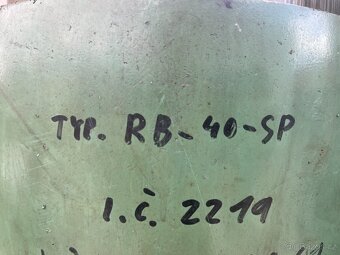 TYP. RB-40-SP
I.Č. 2219